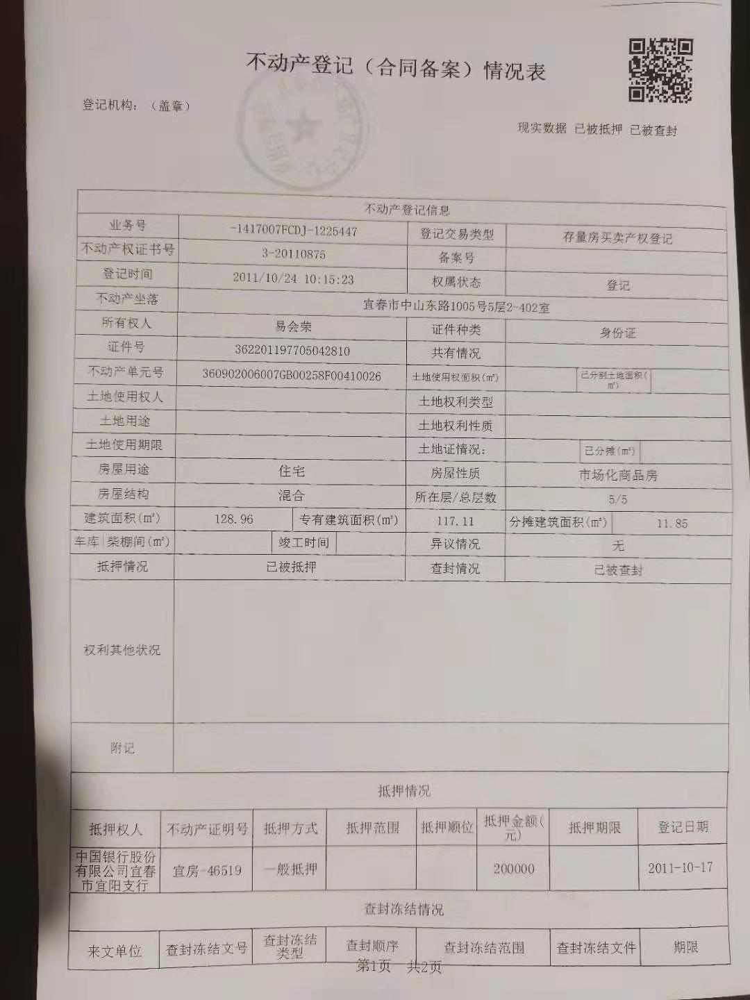 不动产登记（合同备案）情况表
登记机构：（盖章）
现实数据 已被抵押 已被查封
不动产登记信息
业务号 -1417007FCDJ-1225447 登记交易类型 存量房买卖产权登记
不动产权证书号 3-20110875 备案号
登记时间 2011/10/24 10:15:23 权属状态 登记
不动产坐落 宜春市中山东路1005号5层2-402室
所有权人 易会荣 证件种类 身份证
证件号 362201197705042810 共有情况
不动产单元号 360902006007GB00258F00410026 土地使用权面积(㎡) 已分割土地面积(
㎡)
土地使用权人 土地权利类型
土地用途 土地权利性质
土地使用期限 土地证情况: 已分摊(㎡)
房屋用途 住宅 房屋性质 市场化商品房
房屋结构 混合 所在层/总层数 5/5
建筑面积(㎡) 128.96 专有建筑面积(㎡) 117.11 分摊建筑面积(㎡) 11.85
车库|柴棚间(㎡) 竣工时间 异议情况 无
抵押情况 已被抵押 查封情况 已被查封
权利其他状况
附记
抵押情况
抵押权人 不动产证明号 抵押方式 抵押范围 抵押顺位 抵押金额(
元) 抵押期限 登记日期
中国银行股份
有限公司宜春
市宜阳支行 宜房-46519 一般抵押 200000 2011-10-17
查封冻结情况
来文单位 查封冻结文号 查封冻结
类型 查封顺序 查封冻结范围 查封冻结文件 期限
第1页 共2页